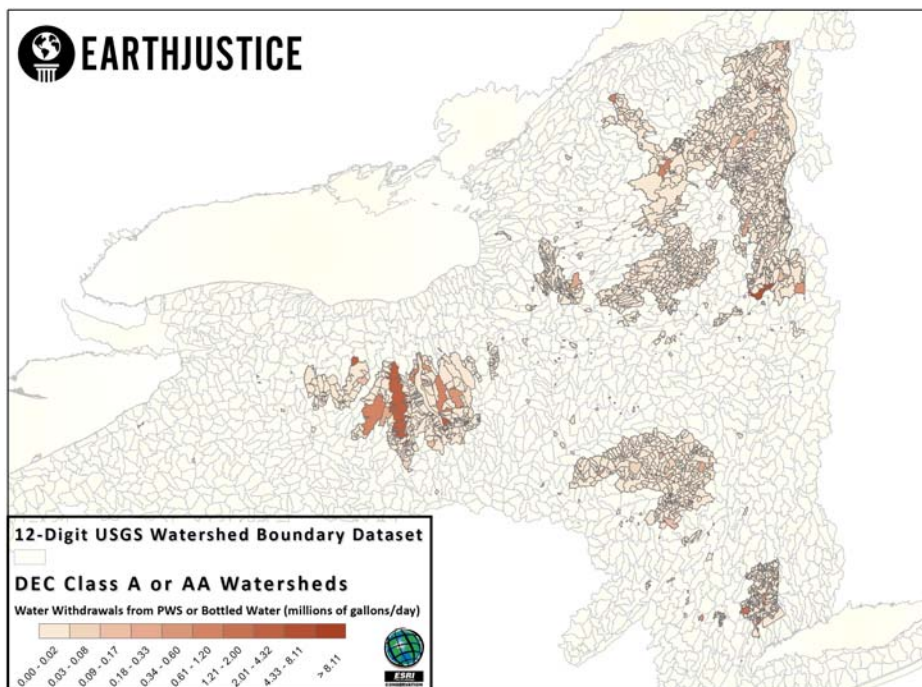 EARTHJUSTICE
12-Digit USGS Watershed Boundary Dataset
DEC Class A or AA Watersheds
Water Withdrawals from PWS or Bottled Water (millions of gallons/day)
0.00 - 0.02
0.03 - 0.08
0.09 - 0.17
0.18 - 0.33
0.34 - 0.60
0.61 - 1.20
1.21 - 2.00
2.01 - 4.32
4.33 - 8.11
> 8.11
ESRI
CONSERVATION